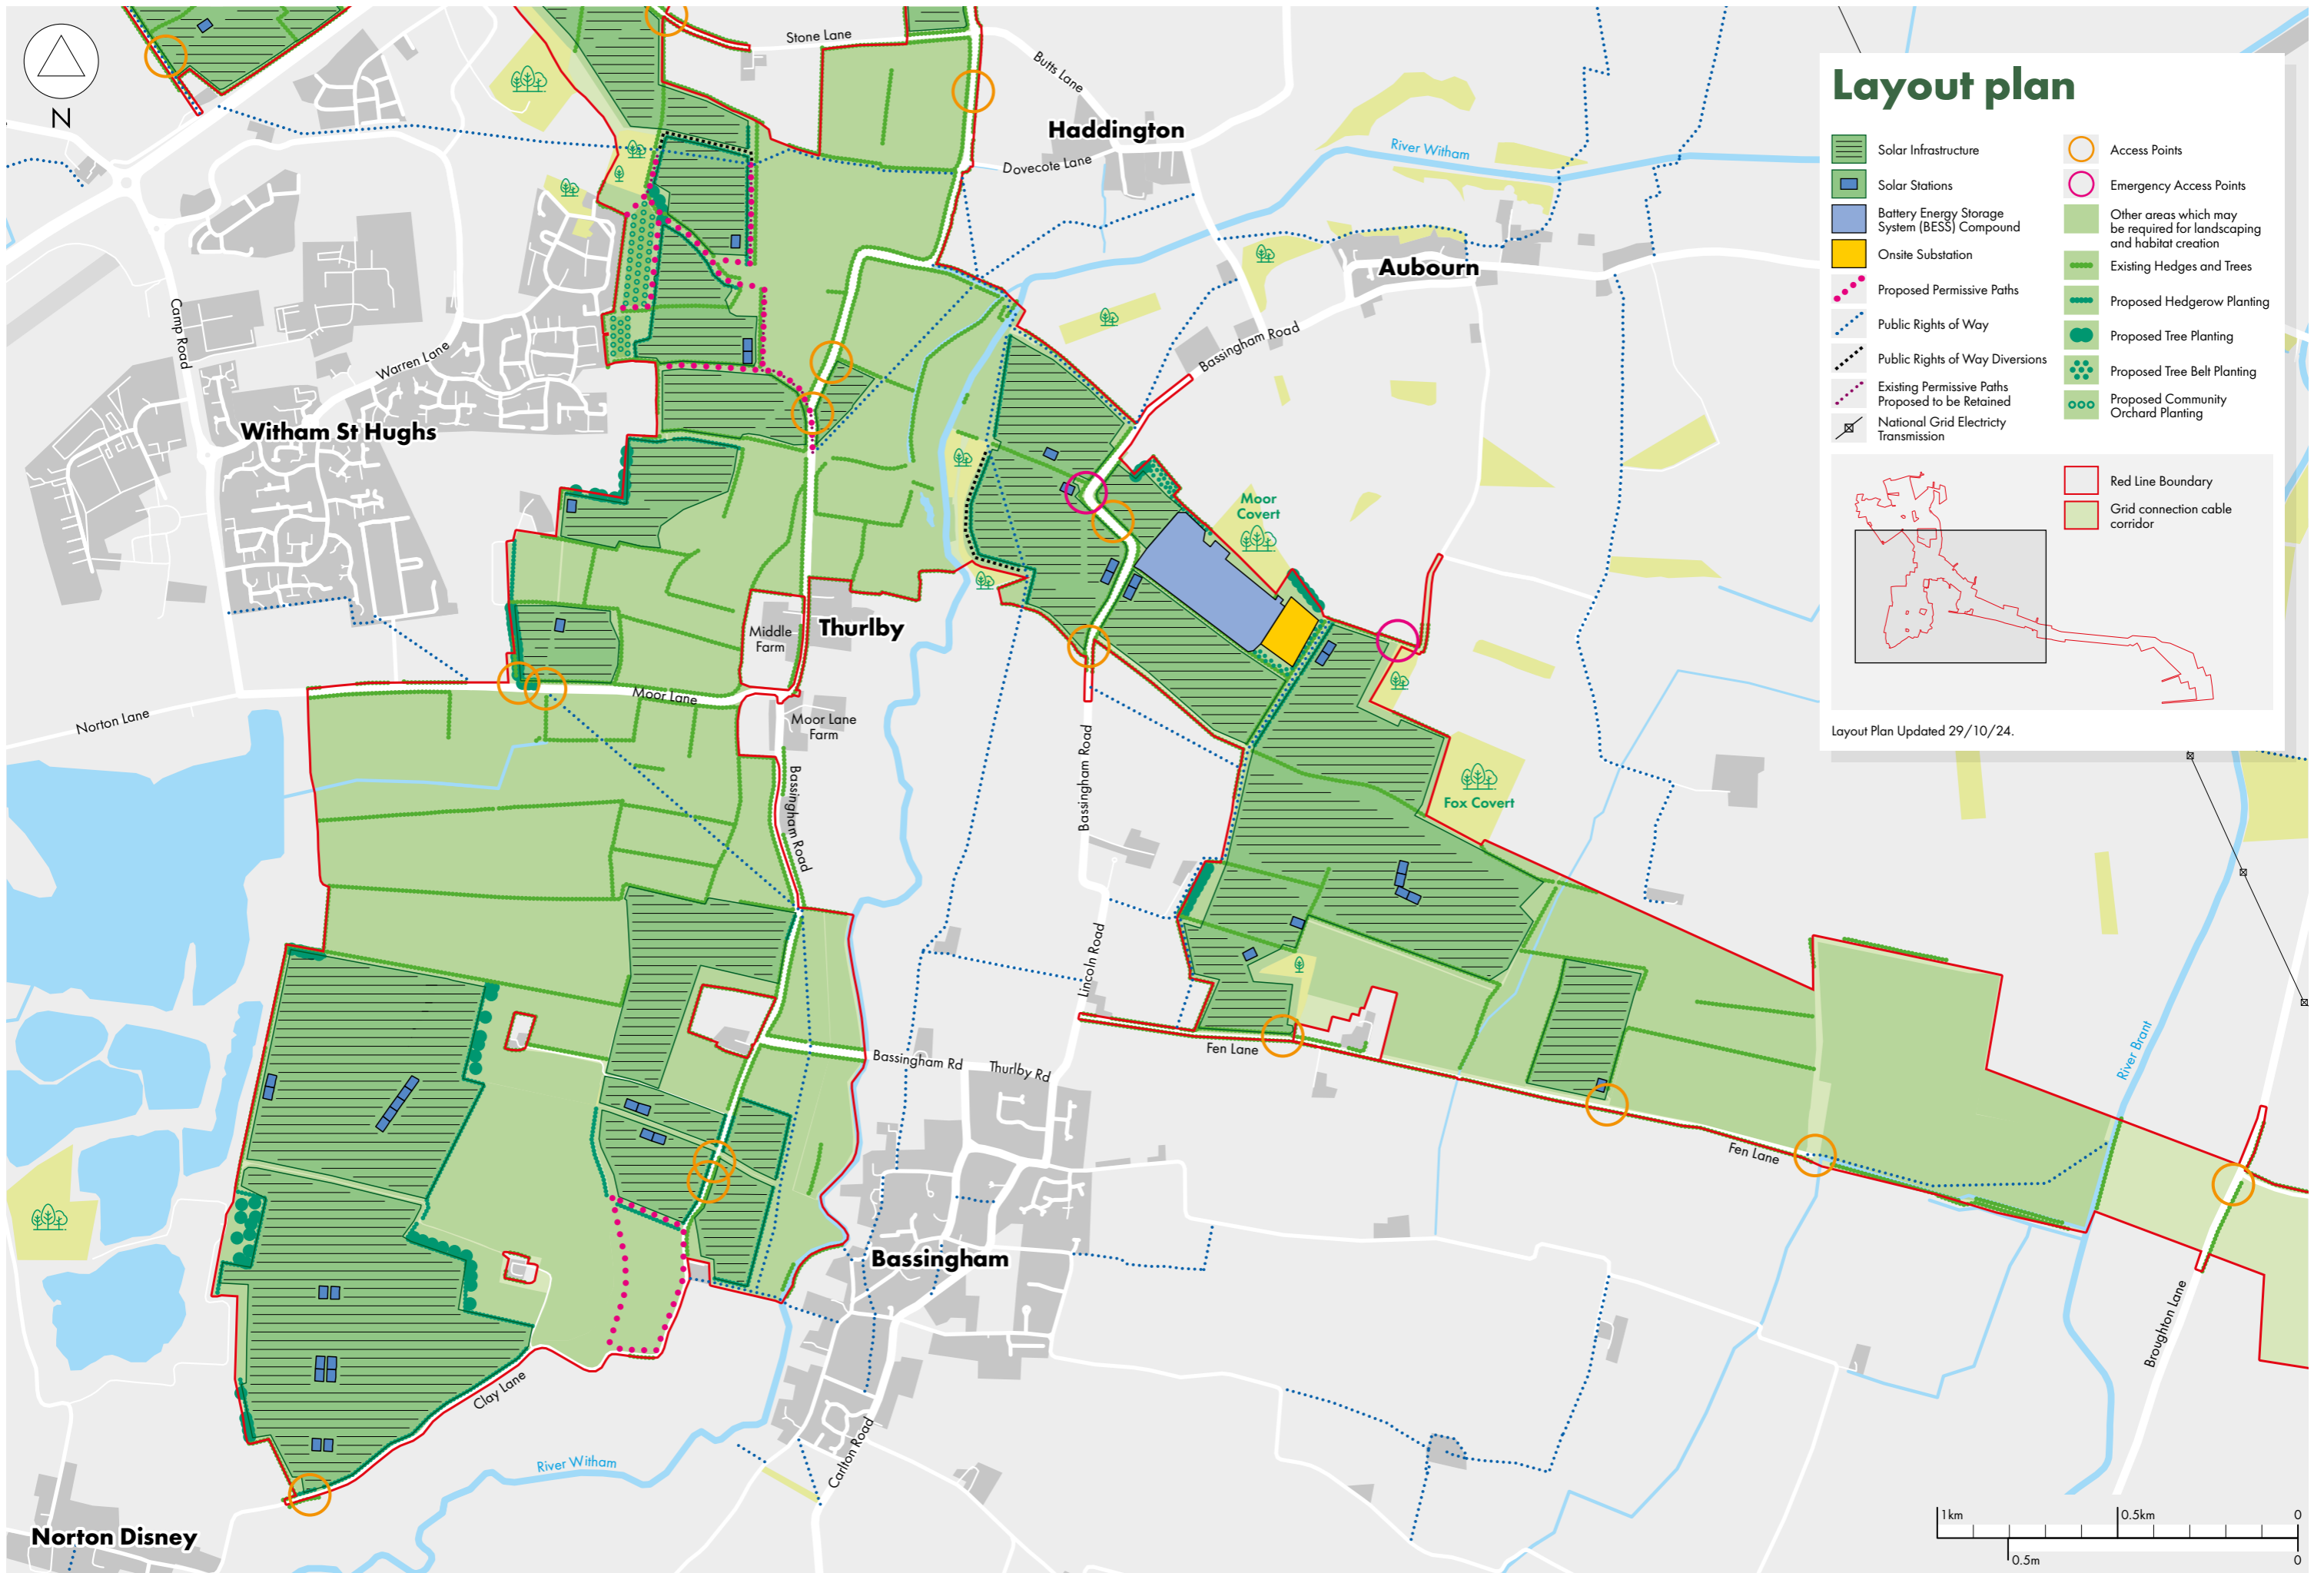 N
Stone Lane
Butts Lane
Haddington
Dovecote Lane
River Witham
Aubourn
Camp Road
Warren Lane
Bassingham Road
Witham St Hughs
Moor
Covert
Middle
Farm
Thurlby
Moor Lane
Norton Lane
Moor Lane
Farm
Bassingham Road
Bassingham Road
Fox Covert
Lincoln Road
Bassingham Rd
Thurlby Rd
Fen Lane
Fen Lane
River Brant
Bassingham
Broughton Lane
Clay Lane
Carlton Road
River Witham
Norton Disney
Layout plan
Solar Infrastructure
Solar Stations
Battery Energy Storage
System (BESS) Compound
Onsite Substation
Proposed Permissive Paths
Public Rights of Way
Public Rights of Way Diversions
Existing Permissive Paths
Proposed to be Retained
National Grid Electricty
Transmission
Access Points
Emergency Access Points
Other areas which may
be required for landscaping
and habitat creation
Existing Hedges and Trees
Proposed Hedgerow Planting
Proposed Tree Planting
Proposed Tree Belt Planting
Proposed Community
Orchard Planting
Red Line Boundary
Grid connection cable
corridor
Layout Plan Updated 29/10/24.
1km
0.5km
0
0.5m
0